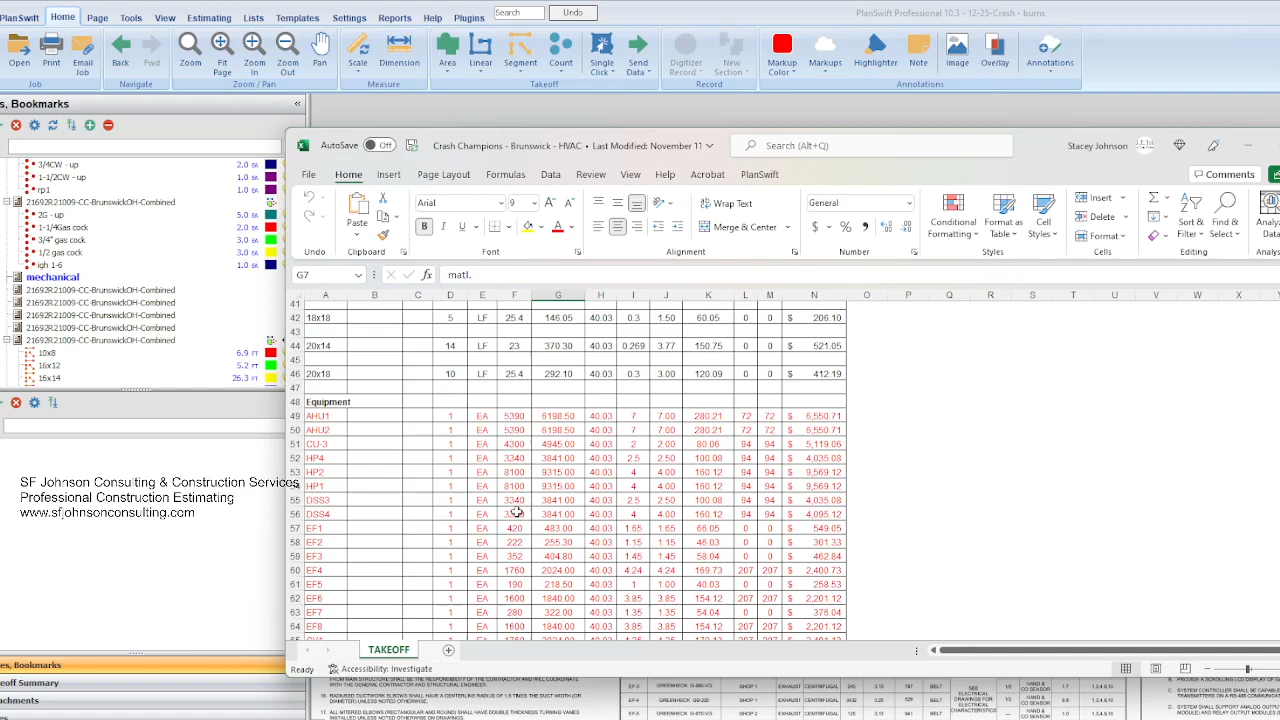 PlanSwift Home Page Tools View Estimating Lists Templates Settings Reports Help Plugins Search Undo PlanSwift Professional 10.3 - 12-25-Crash - burns
Open Print Email Job Back Fwd Zoom Fit Page Zoom In Zoom Out Pan Scale Dimension Area Linear Segment Count Single Click Send Data Digitizer Record New Section Markup Color Markups Highlighter Note Image Overlay Annotations
Job Navigate Zoom / Pan Measure Takeoff Record Annotations
s, Bookmarks
3/4CW - up 2.0 EA
1-1/2CW - up 8.0 EA
rp1 1.0 EA
21692R21009-CC-BrunswickOH-Combined
2G - up 5.0 EA
1-1/4Gas cock 2.0 EA
3/4" gas cock 3.0 EA
1/2 gas cock 3.0 EA
igh 1-6 1.0 EA
mechanical
21692R21009-CC-BrunswickOH-Combined
21692R21009-CC-BrunswickOH-Combined
21692R21009-CC-BrunswickOH-Combined
21692R21009-CC-BrunswickOH-Combined
21692R21009-CC-BrunswickOH-Combined
10x8 6.9 FT
16x12 5.2 FT
16x14 26.3 FT
SF Johnson Consulting & Construction Services
Professional Construction Estimating
www.sfjohnsonconsulting.com
s, Bookmarks
eoff Summary
AutoSave Off Crash Champions - Brunswick - HVAC • Last Modified: November 11 Search (Alt+Q) Stacey Johnson
File Home Insert Page Layout Formulas Data Review View Help Acrobat PlanSwift Comments
Paste Arial 9 Wrap Text General Conditional Formatting Format as Table Cell Styles Insert Sort & Filter Find & Select
B I U Merge & Center $ % Delete
Format
Undo Clipboard Font Alignment Number Styles Cells Editing
G7 fx matl.
A B C D E F G H I J K L M N O P Q R S T U V W X
41
42 18x18 5 LF 25.4 146.05 40.03 0.3 1.50 60.05 0 0 $ 206.10
43
44 20x14 14 LF 23 370.30 40.03 0.269 3.77 150.75 0 0 $ 521.05
45
46 20x18 10 LF 25.4 292.10 40.03 0.3 3.00 120.09 0 0 $ 412.19
47
48 Equipment
49 AHU1 1 EA 5390 6198.50 40.03 7 7.00 280.21 72 72 $ 6,550.71
50 AHU2 1 EA 5390 6198.50 40.03 7 7.00 280.21 72 72 $ 6,550.71
51 CU-3 1 EA 4300 4945.00 40.03 2 2.00 80.06 94 94 $ 5,119.06
52 HP4 1 EA 3340 3841.00 40.03 2.5 2.50 100.08 94 94 $ 4,035.08
53 HP2 1 EA 8100 9315.00 40.03 4 4.00 160.12 94 94 $ 9,569.12
54 HP1 1 EA 8100 9315.00 40.03 4 4.00 160.12 94 94 $ 9,569.12
55 DSS3 1 EA 3340 3841.00 40.03 2.5 2.50 100.08 94 94 $ 4,035.08
56 DSS4 1 EA 3841.00 40.03 4 4.00 160.12 94 94 $ 4,095.12
57 EF1 1 EA 420 483.00 40.03 1.65 1.65 66.05 0 0 $ 549.05
58 EF2 1 EA 222 255.30 40.03 1.15 1.15 46.03 0 0 $ 301.33
59 EF3 1 EA 352 404.80 40.03 1.45 1.45 58.04 0 0 $ 462.84
60 EF4 1 EA 1760 2024.00 40.03 4.24 4.24 169.73 207 207 $ 2,400.73
61 EF5 1 EA 190 218.50 40.03 1 1.00 40.03 0 0 $ 258.53
62 EF6 1 EA 1600 1840.00 40.03 3.85 3.85 154.12 207 207 $ 2,201.12
63 EF7 1 EA 280 322.00 40.03 1.35 1.35 54.04 0 0 $ 376.04
64 EF8 1 EA 1600 1840.00 40.03 3.85 3.85 154.12 207 207 $ 2,201.12
TAKEOFF
Ready Accessibility: Investigate
FROM MAIN STRUCTURE SHALL BE THE RESPONSIBILITY OF THE CONTRACTOR AND WILL COORDINATE
WITH THE GENERAL CONTRACTOR AND STRUCTURAL ENGINEER.